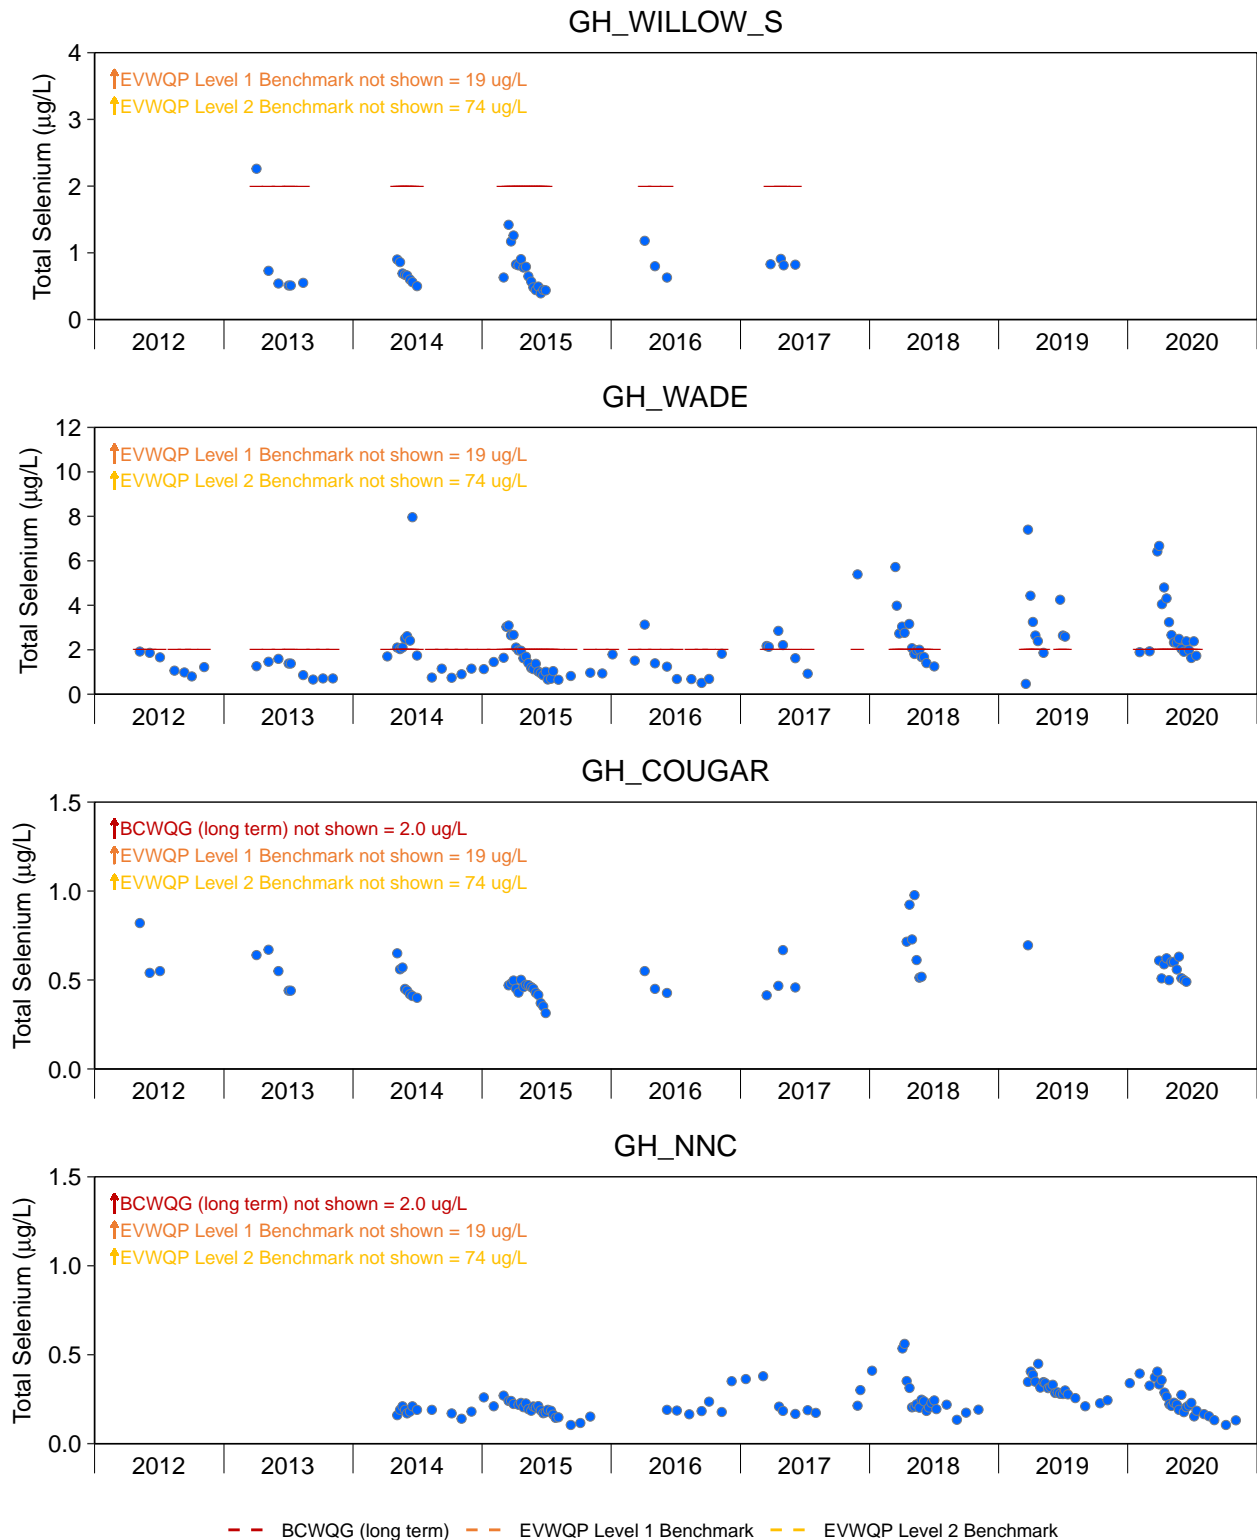 GH_WILLOW_S
Total Selenium (µg/L)
4
3
2
1
0
↑EVWQP Level 1 Benchmark not shown = 19 ug/L
↑EVWQP Level 2 Benchmark not shown = 74 ug/L
2012 2013 2014 2015 2016 2017 2018 2019 2020
GH_WADE
Total Selenium (µg/L)
12
10
8
6
4
2
0
↑EVWQP Level 1 Benchmark not shown = 19 ug/L
↑EVWQP Level 2 Benchmark not shown = 74 ug/L
2012 2013 2014 2015 2016 2017 2018 2019 2020
GH_COUGAR
Total Selenium (µg/L)
1.5
1.0
0.5
0.0
↑BCWQG (long term) not shown = 2.0 ug/L
↑EVWQP Level 1 Benchmark not shown = 19 ug/L
↑EVWQP Level 2 Benchmark not shown = 74 ug/L
2012 2013 2014 2015 2016 2017 2018 2019 2020
GH_NNC
Total Selenium (µg/L)
1.5
1.0
0.5
0.0
↑BCWQG (long term) not shown = 2.0 ug/L
↑EVWQP Level 1 Benchmark not shown = 19 ug/L
↑EVWQP Level 2 Benchmark not shown = 74 ug/L
2012 2013 2014 2015 2016 2017 2018 2019 2020
BCWQG (long term) EVWQP Level 1 Benchmark EVWQP Level 2 Benchmark